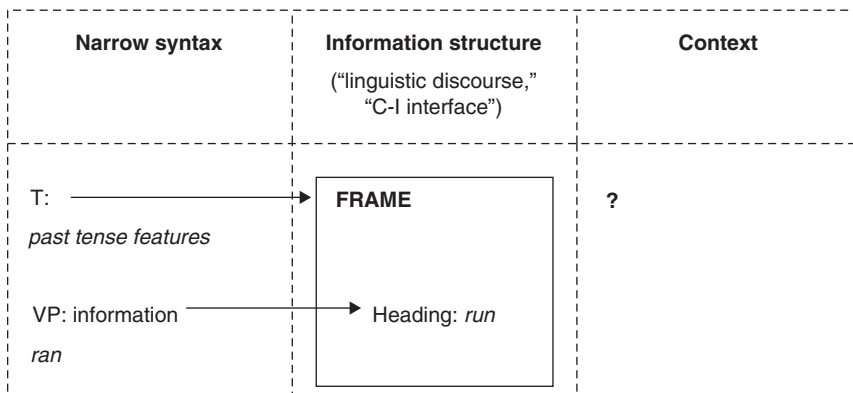 Narrow syntax
Information structure
("linguistic discourse,"
"C-I interface")
Context
T:
past tense features
FRAME
?
VP: information
ran
Heading: run